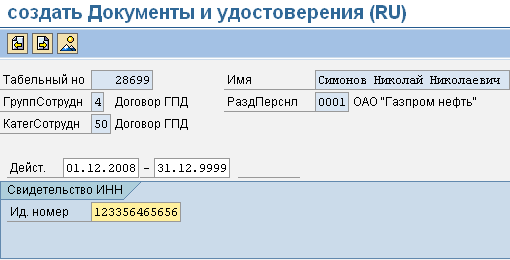 создать Документы и удостоверения (RU)
Табельный но 28699 Имя Симонов Николай Николаевич
ГруппСотрудн 4 Договор ГПД РаздПерснл 0001 ОАО "Газпром нефть"
КатегСотрудн 50 Договор ГПД
Дейст. 01.12.2008 – 31.12.9999
Свидетельство ИНН
Ид. номер 123356465656